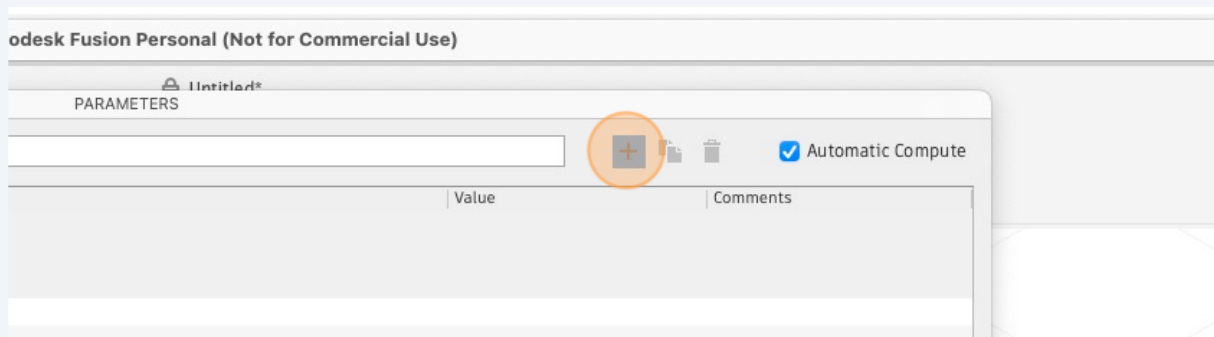 odesk Fusion Personal (Not for Commercial Use)
Untitled*
PARAMETERS
Automatic Compute
Value Comments